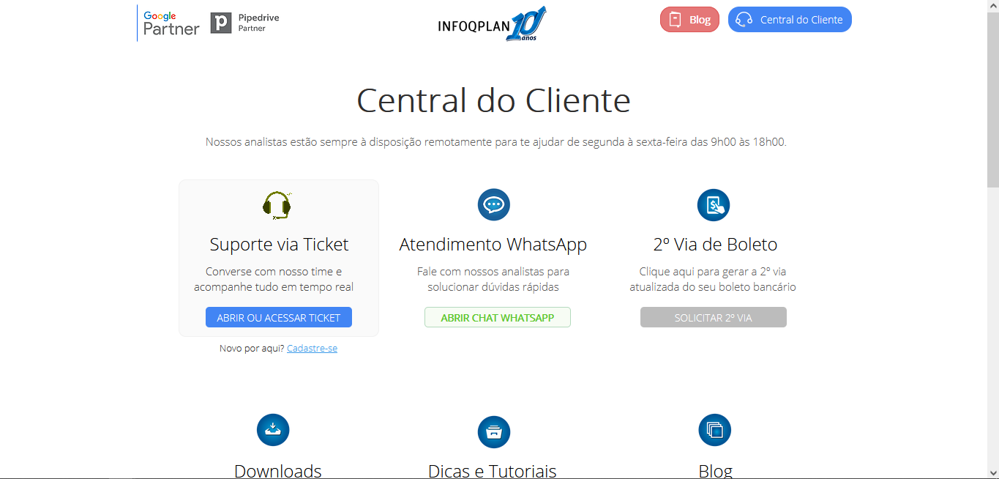 Google
Partner
Pipedrive
Partner
INFOQPLAN 10
anos
Blog
Central do Cliente
Central do Cliente
Nossos analistas estão sempre à disposição remotamente para te ajudar de segunda à sexta-feira das 9h00 às 18h00.
Suporte via Ticket
Converse com nosso time e
acompanhe tudo em tempo real
ABRIR OU ACESSAR TICKET
Novo por aqui? Cadastre-se
Atendimento WhatsApp
Fale com nossos analistas para
solucionar dúvidas rápidas
ABRIR CHAT WHATSAPP
2º Via de Boleto
Clique aqui para gerar a 2º via
atualizada do seu boleto bancário
SOLICITAR 2º VIA
Downloads
Dicas e Tutoriais
Blog